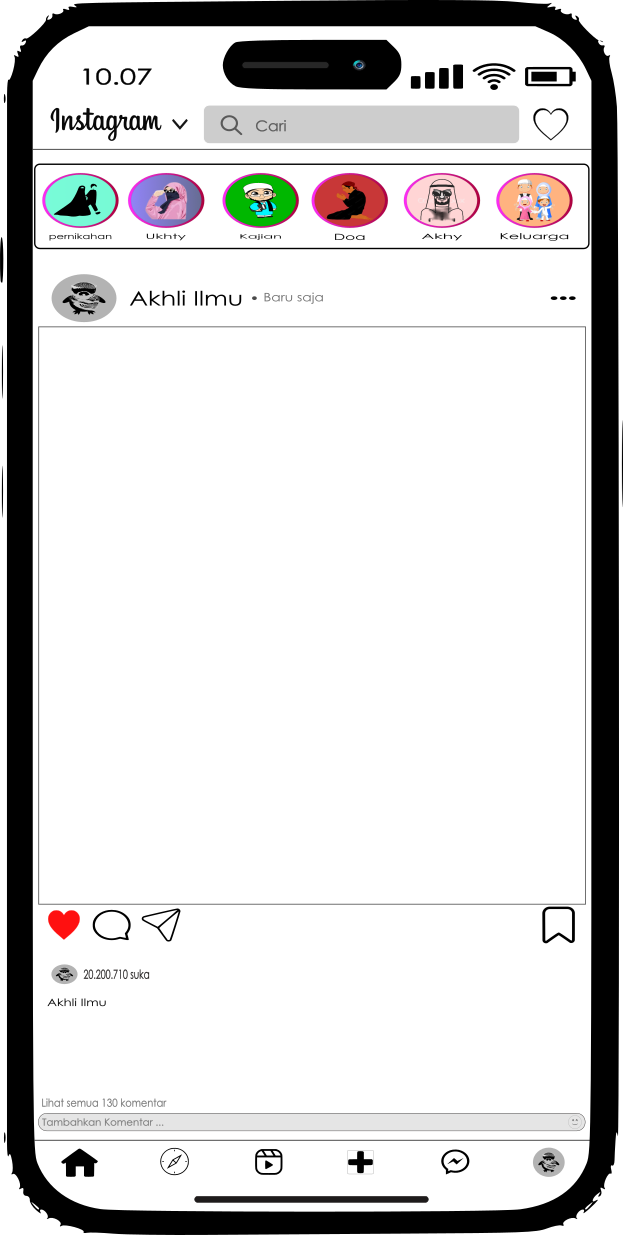 10.07
Instagram
Cari
pernikahan Ukhty Kajian Doa Akhy Keluarga
Akhli Ilmu • Baru saja
20.200.710 suka
Akhli Ilmu
Lihat semua 130 komentar
Tambahkan Komentar ...